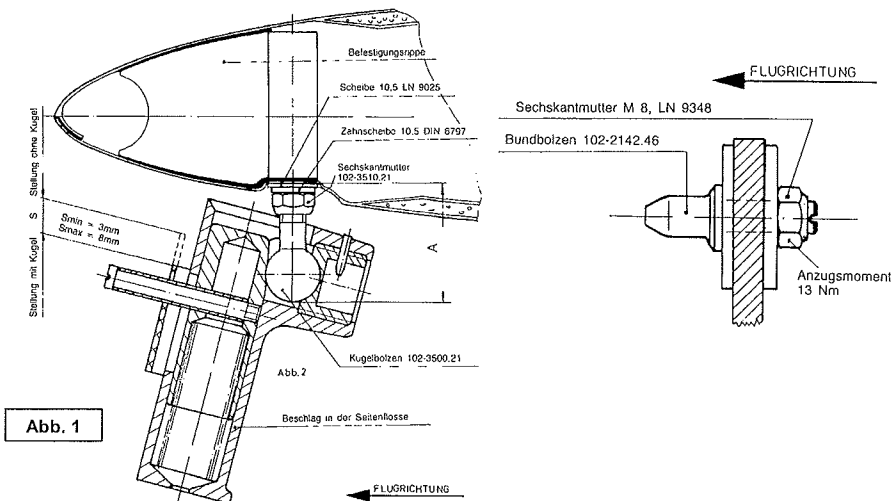 Befestigungsrippe
Scheibe 10,5 LN 9025
Zahnscheibe 10.5 DIN 6797
Sechskantmutter
102-3510.21
Stellung ohne Kugel
S
Stellung mit Kugel
Smin = 3mm
Smax = 8mm
A
Kugelbolzen 102-3500.21
Abb. 2
Beschlag in der Seitenflosse
Abb. 1
FLUGRICHTUNG
FLUGRICHTUNG
Sechskantmutter M 8, LN 9348
Bundbolzen 102-2142.46
Anzugsmoment
13 Nm